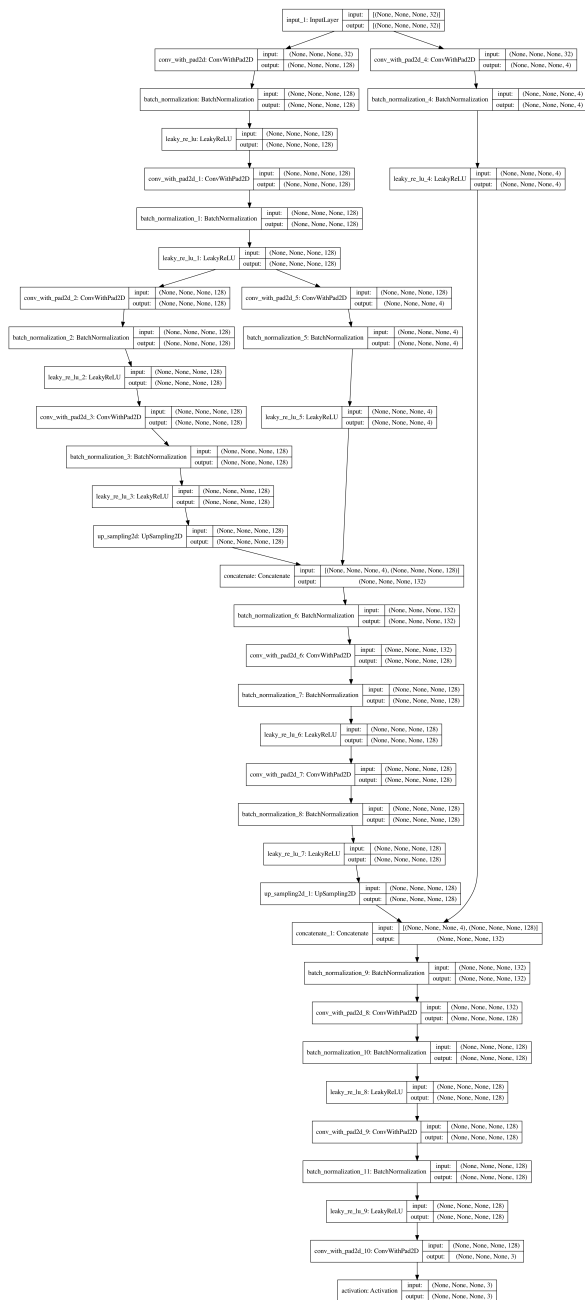 input_1: InputLayer
input: [(None, None, None, 32)]
output: [(None, None, None, 32)]
conv_with_pad2d: ConvWithPad2D
input: (None, None, None, 32)
output: (None, None, None, 128)
conv_with_pad2d_4: ConvWithPad2D
input: (None, None, None, 32)
output: (None, None, None, 4)
batch_normalization: BatchNormalization
input: (None, None, None, 128)
output: (None, None, None, 128)
batch_normalization_4: BatchNormalization
input: (None, None, None, 4)
output: (None, None, None, 4)
leaky_re_lu: LeakyReLU
input: (None, None, None, 128)
output: (None, None, None, 128)
conv_with_pad2d_1: ConvWithPad2D
input: (None, None, None, 128)
output: (None, None, None, 128)
leaky_re_lu_4: LeakyReLU
input: (None, None, None, 4)
output: (None, None, None, 4)
batch_normalization_1: BatchNormalization
input: (None, None, None, 128)
output: (None, None, None, 128)
leaky_re_lu_1: LeakyReLU
input: (None, None, None, 128)
output: (None, None, None, 128)
conv_with_pad2d_2: ConvWithPad2D
input: (None, None, None, 128)
output: (None, None, None, 128)
conv_with_pad2d_5: ConvWithPad2D
input: (None, None, None, 128)
output: (None, None, None, 4)
batch_normalization_2: BatchNormalization
input: (None, None, None, 128)
output: (None, None, None, 128)
batch_normalization_5: BatchNormalization
input: (None, None, None, 4)
output: (None, None, None, 4)
leaky_re_lu_2: LeakyReLU
input: (None, None, None, 128)
output: (None, None, None, 128)
conv_with_pad2d_3: ConvWithPad2D
input: (None, None, None, 128)
output: (None, None, None, 128)
leaky_re_lu_5: LeakyReLU
input: (None, None, None, 4)
output: (None, None, None, 4)
batch_normalization_3: BatchNormalization
input: (None, None, None, 128)
output: (None, None, None, 128)
leaky_re_lu_3: LeakyReLU
input: (None, None, None, 128)
output: (None, None, None, 128)
up_sampling2d: UpSampling2D
input: (None, None, None, 128)
output: (None, None, None, 128)
concatenate: Concatenate
input: [(None, None, None, 4), (None, None, None, 128)]
output: (None, None, None, 132)
batch_normalization_6: BatchNormalization
input: (None, None, None, 132)
output: (None, None, None, 132)
conv_with_pad2d_6: ConvWithPad2D
input: (None, None, None, 132)
output: (None, None, None, 128)
batch_normalization_7: BatchNormalization
input: (None, None, None, 128)
output: (None, None, None, 128)
leaky_re_lu_6: LeakyReLU
input: (None, None, None, 128)
output: (None, None, None, 128)
conv_with_pad2d_7: ConvWithPad2D
input: (None, None, None, 128)
output: (None, None, None, 128)
batch_normalization_8: BatchNormalization
input: (None, None, None, 128)
output: (None, None, None, 128)
leaky_re_lu_7: LeakyReLU
input: (None, None, None, 128)
output: (None, None, None, 128)
up_sampling2d_1: UpSampling2D
input: (None, None, None, 128)
output: (None, None, None, 128)
concatenate_1: Concatenate
input: [(None, None, None, 4), (None, None, None, 128)]
output: (None, None, None, 132)
batch_normalization_9: BatchNormalization
input: (None, None, None, 132)
output: (None, None, None, 132)
conv_with_pad2d_8: ConvWithPad2D
input: (None, None, None, 132)
output: (None, None, None, 128)
batch_normalization_10: BatchNormalization
input: (None, None, None, 128)
output: (None, None, None, 128)
leaky_re_lu_8: LeakyReLU
input: (None, None, None, 128)
output: (None, None, None, 128)
conv_with_pad2d_9: ConvWithPad2D
input: (None, None, None, 128)
output: (None, None, None, 128)
batch_normalization_11: BatchNormalization
input: (None, None, None, 128)
output: (None, None, None, 128)
leaky_re_lu_9: LeakyReLU
input: (None, None, None, 128)
output: (None, None, None, 128)
conv_with_pad2d_10: ConvWithPad2D
input: (None, None, None, 128)
output: (None, None, None, 3)
activation: Activation
input: (None, None, None, 3)
output: (None, None, None, 3)